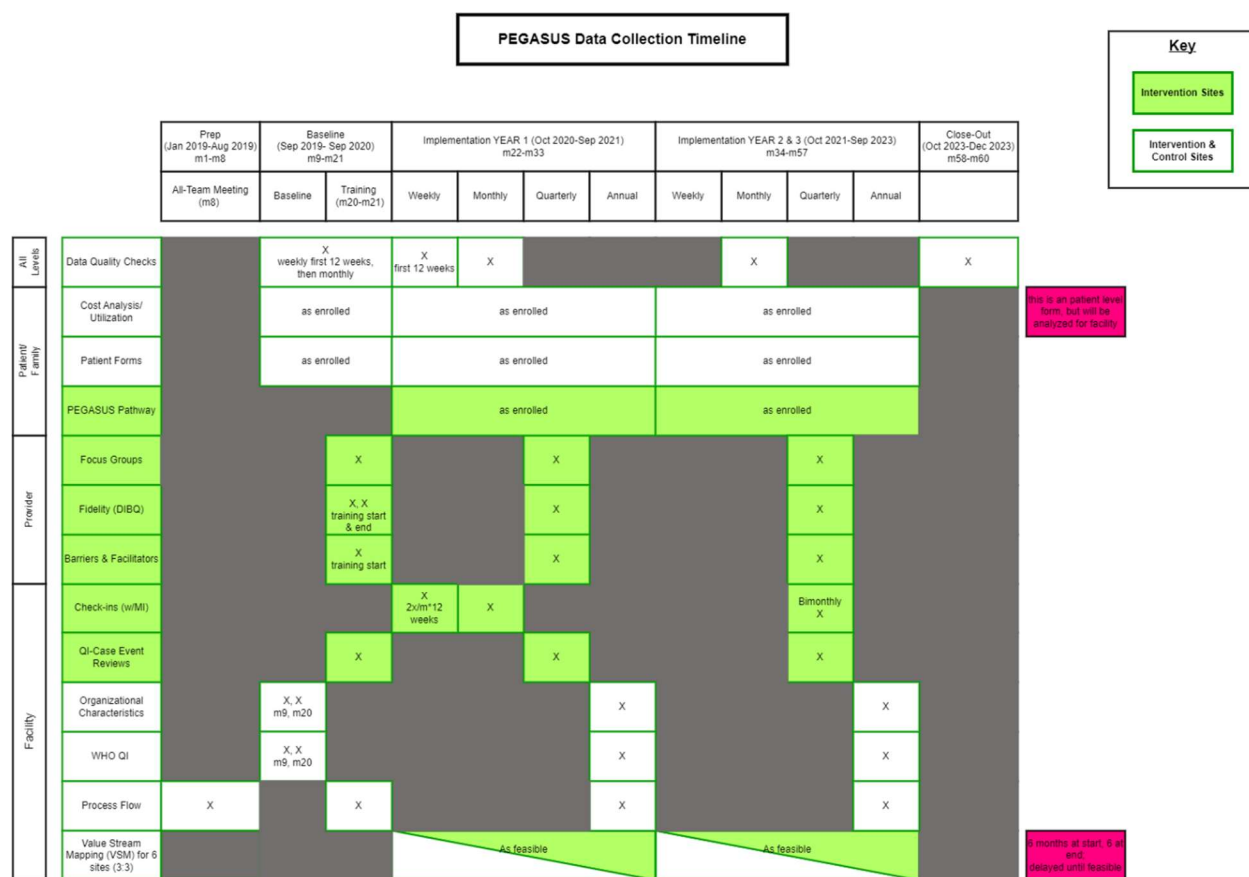 PEGASUS Data Collection Timeline
Key
Intervention Sites
Intervention &
Control Sites
Prep
(Jan 2019-Aug 2019)
m1-m8
Baseline
(Sep 2019- Sep 2020)
m9-m21
Implementation YEAR 1 (Oct 2020-Sep 2021)
m22-m33
Implementation YEAR 2 & 3 (Oct 2021-Sep 2023)
m34-m57
Close-Out
(Oct 2023-Dec 2023)
m58-m60
All-Team Meeting
(m8)
Baseline
Training
(m20-m21)
Weekly
Monthly
Quarterly
Annual
Weekly
Monthly
Quarterly
Annual
All
Levels
Data Quality Checks
X
weekly first 12 weeks,
then monthly
X
first 12 weeks
X
X
X
Patient/
Family
Cost Analysis/
Utilization
as enrolled
as enrolled
as enrolled
this is an patient level
form, but will be
analyzed for facility
Patient Forms
as enrolled
as enrolled
as enrolled
PEGASUS Pathway
as enrolled
as enrolled
Provider
Focus Groups
X
X
X
Fidelity (DIBQ)
X, X
training start
& end
X
X
Barriers & Facilitators
X
training start
X
X
Facility
Check-ins (w/MI)
X
2x/m*12
weeks
X
Bimonthly
X
QI-Case Event
Reviews
X
X
X
Organizational
Characteristics
X, X
m9, m20
X
X
WHO QI
X, X
m9, m20
X
X
Process Flow
X
X
X
X
Value Stream
Mapping (VSM) for 6
sites (3:3)
As feasible
As feasible
6 months at start, 6 at
end;
delayed until feasible